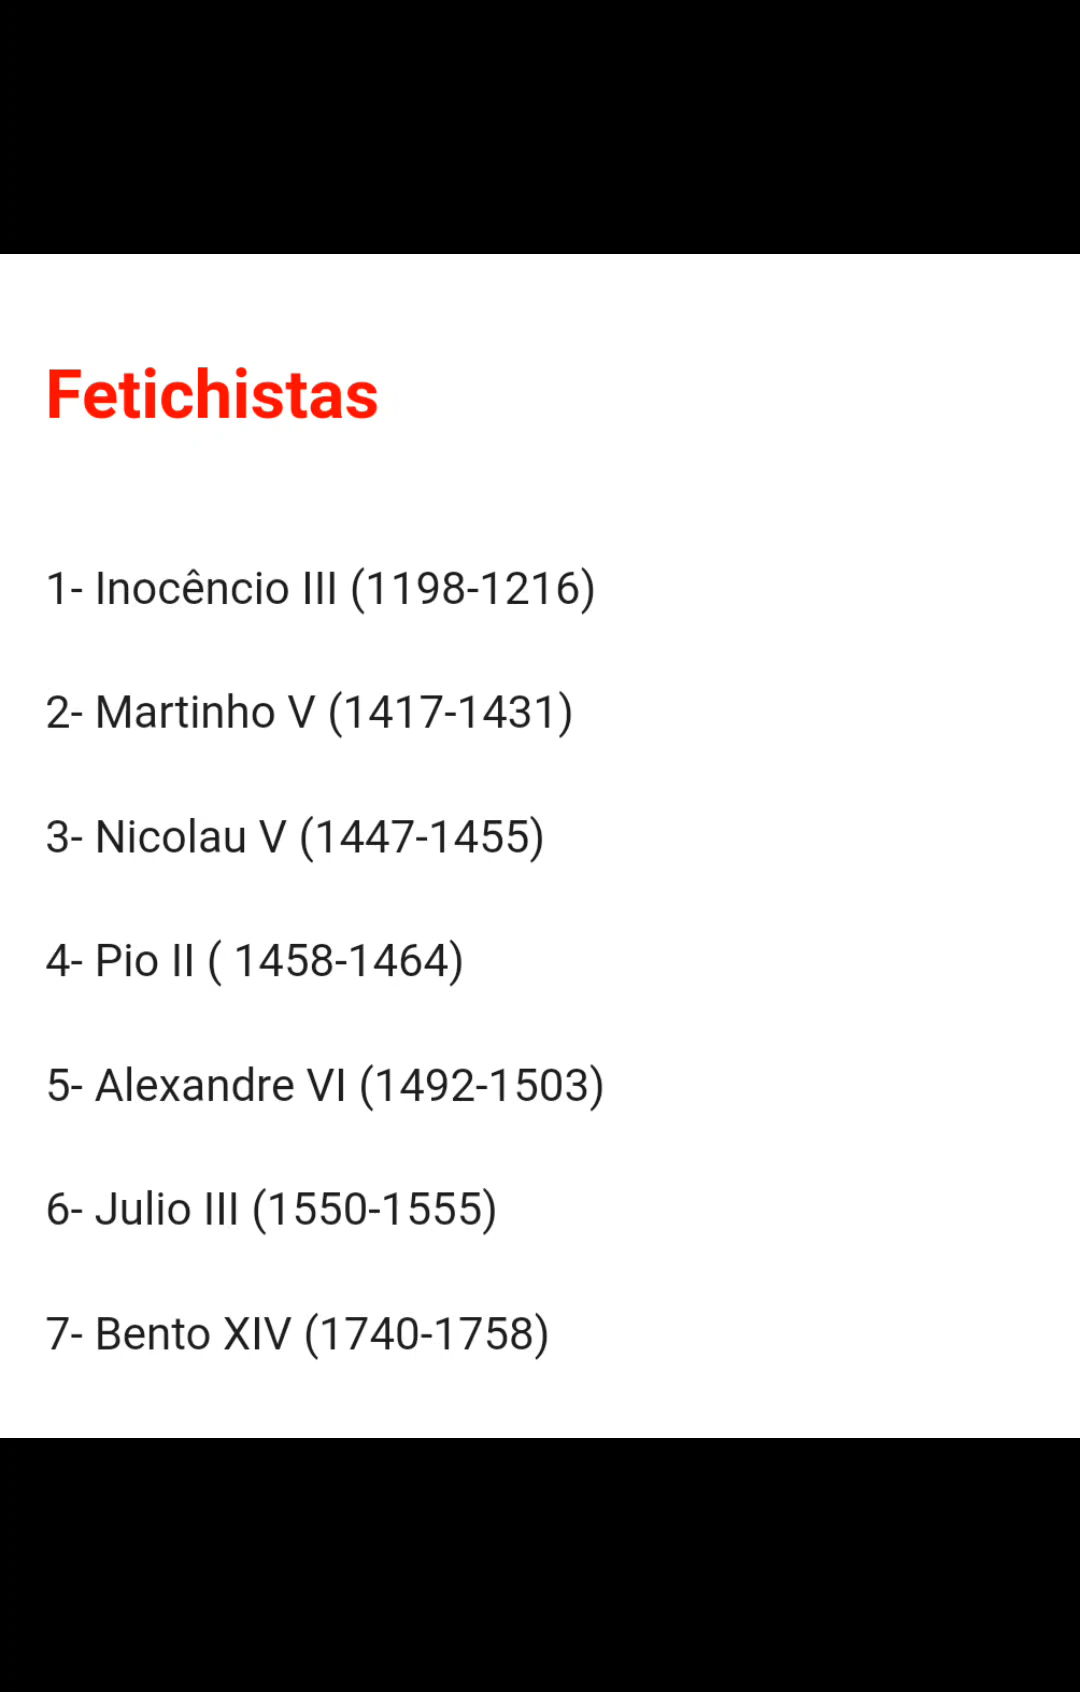 Fetichistas
1- Inocêncio III (1198-1216)
2- Martinho V (1417-1431)
3- Nicolau V (1447-1455)
4- Pio II ( 1458-1464)
5- Alexandre VI (1492-1503)
6- Julio III (1550-1555)
7- Bento XIV (1740-1758)